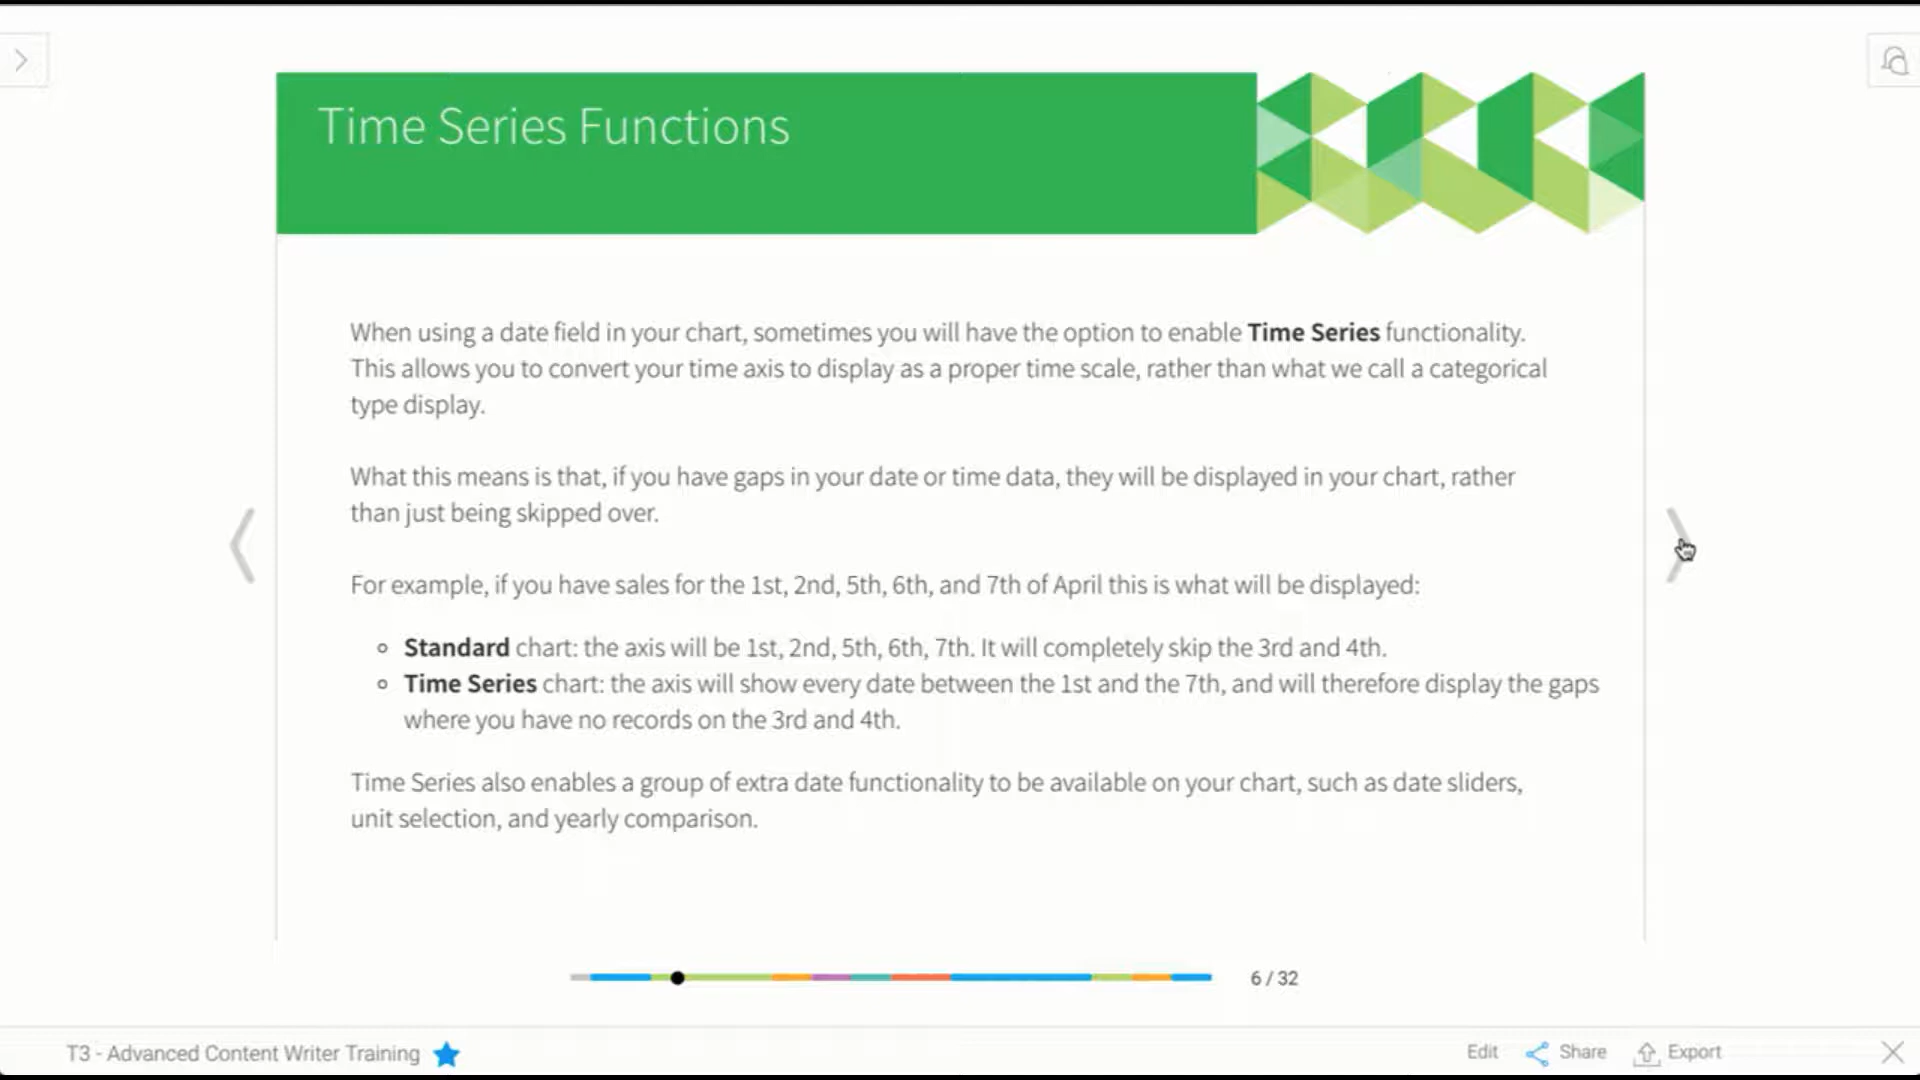 Time Series Functions
When using a date field in your chart, sometimes you will have the option to enable Time Series functionality.
This allows you to convert your time axis to display as a proper time scale, rather than what we call a categorical
type display.
What this means is that, if you have gaps in your date or time data, they will be displayed in your chart, rather
than just being skipped over.
For example, if you have sales for the 1st, 2nd, 5th, 6th, and 7th of April this is what will be displayed:
Standard chart: the axis will be 1st, 2nd, 5th, 6th, 7th. It will completely skip the 3rd and 4th.
Time Series chart: the axis will show every date between the 1st and the 7th, and will therefore display the gaps
where you have no records on the 3rd and 4th.
Time Series also enables a group of extra date functionality to be available on your chart, such as date sliders,
unit selection, and yearly comparison.
6 / 32
T3 - Advanced Content Writer Training
Edit Share Export